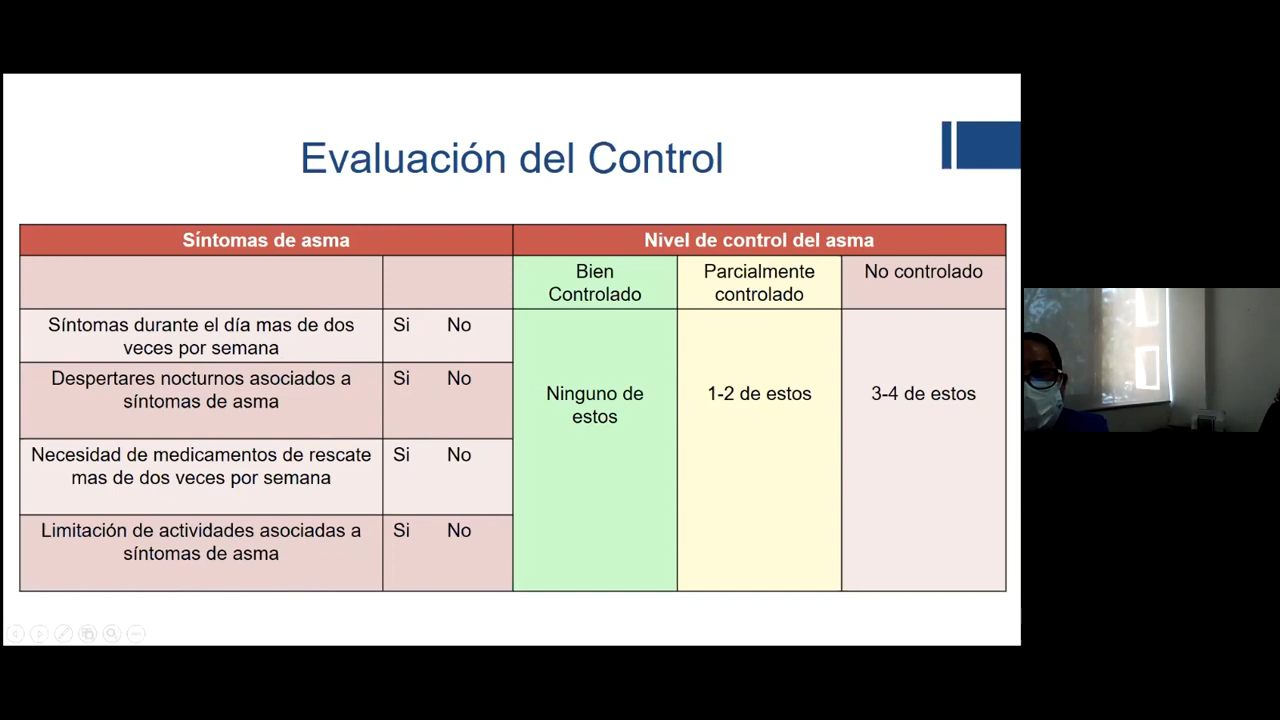 Evaluación del Control
Síntomas de asma
Nivel de control del asma
Bien
Controlado
Parcialmente
controlado
No controlado
Síntomas durante el día mas de dos
veces por semana
Si No
Despertares nocturnos asociados a
síntomas de asma
Si No
Ninguno de
estos
1-2 de estos
3-4 de estos
Necesidad de medicamentos de rescate
mas de dos veces por semana
Si No
Limitación de actividades asociadas a
síntomas de asma
Si No